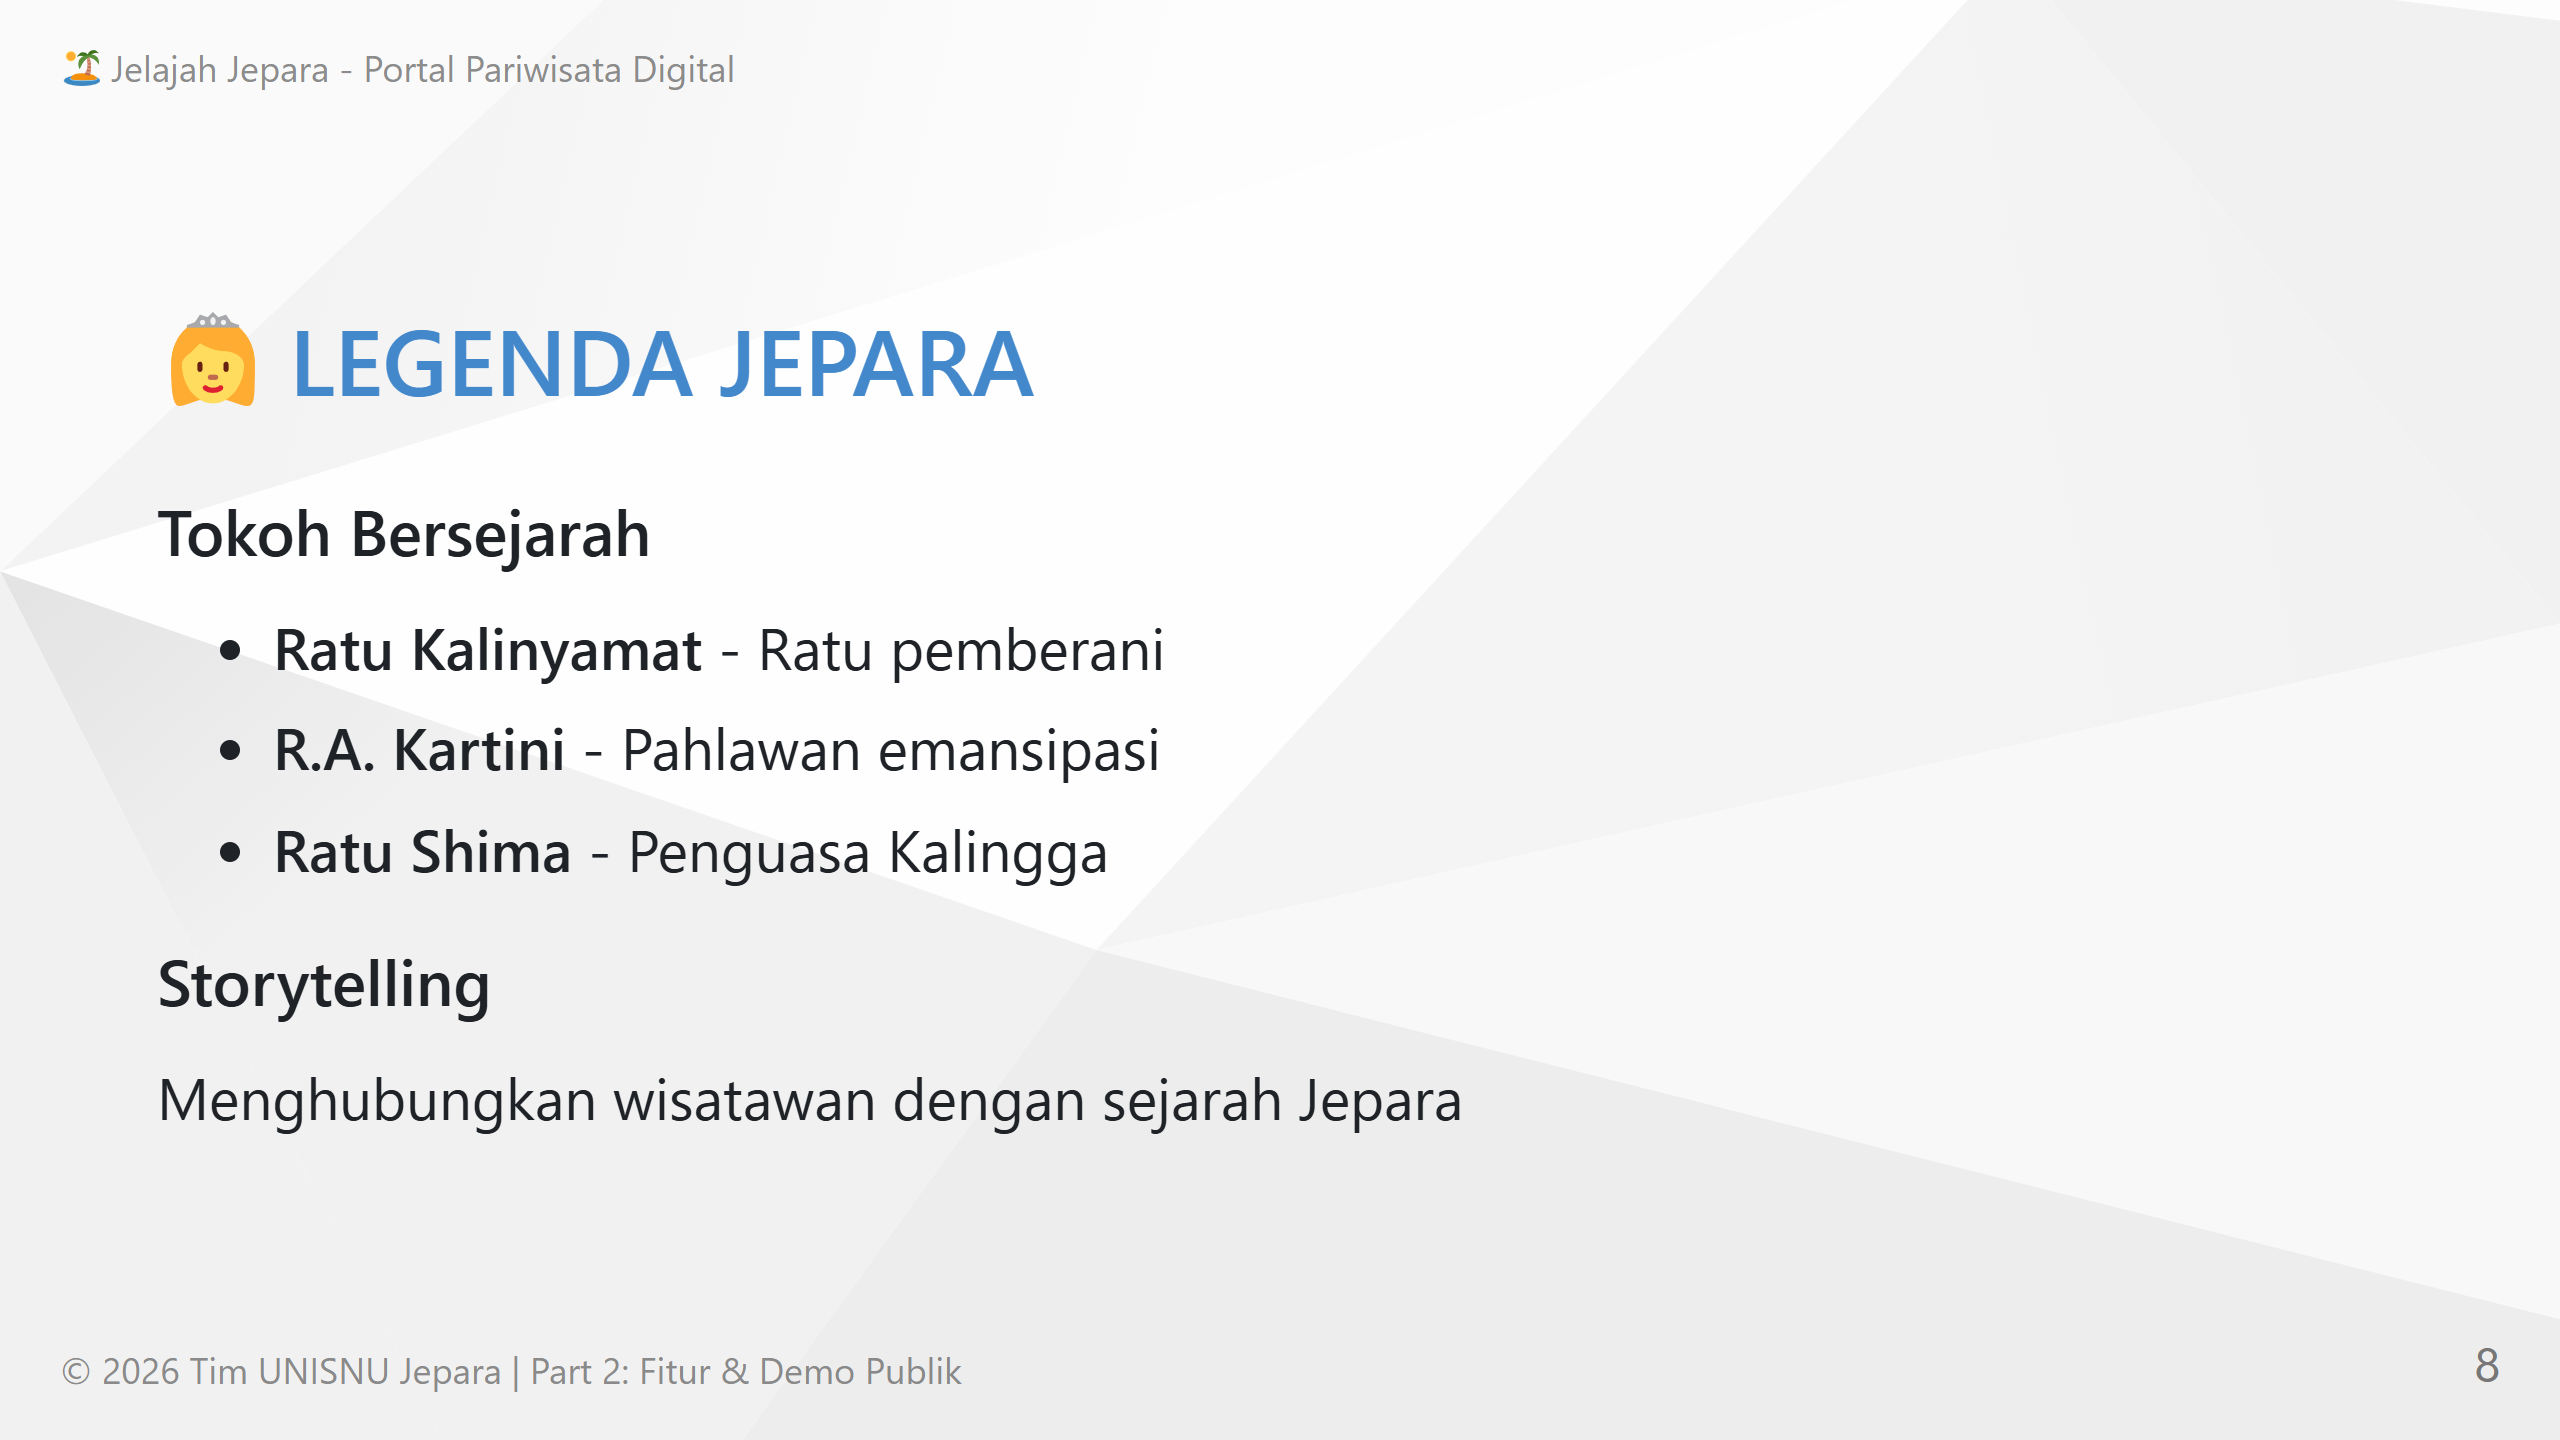 Jelajah Jepara - Portal Pariwisata Digital
LEGENDA JEPARA
Tokoh Bersejarah
• Ratu Kalinyamat - Ratu pemberani
• R.A. Kartini - Pahlawan emansipasi
• Ratu Shima - Penguasa Kalingga
Storytelling
Menghubungkan wisatawan dengan sejarah Jepara
© 2026 Tim UNISNU Jepara | Part 2: Fitur & Demo Publik
8